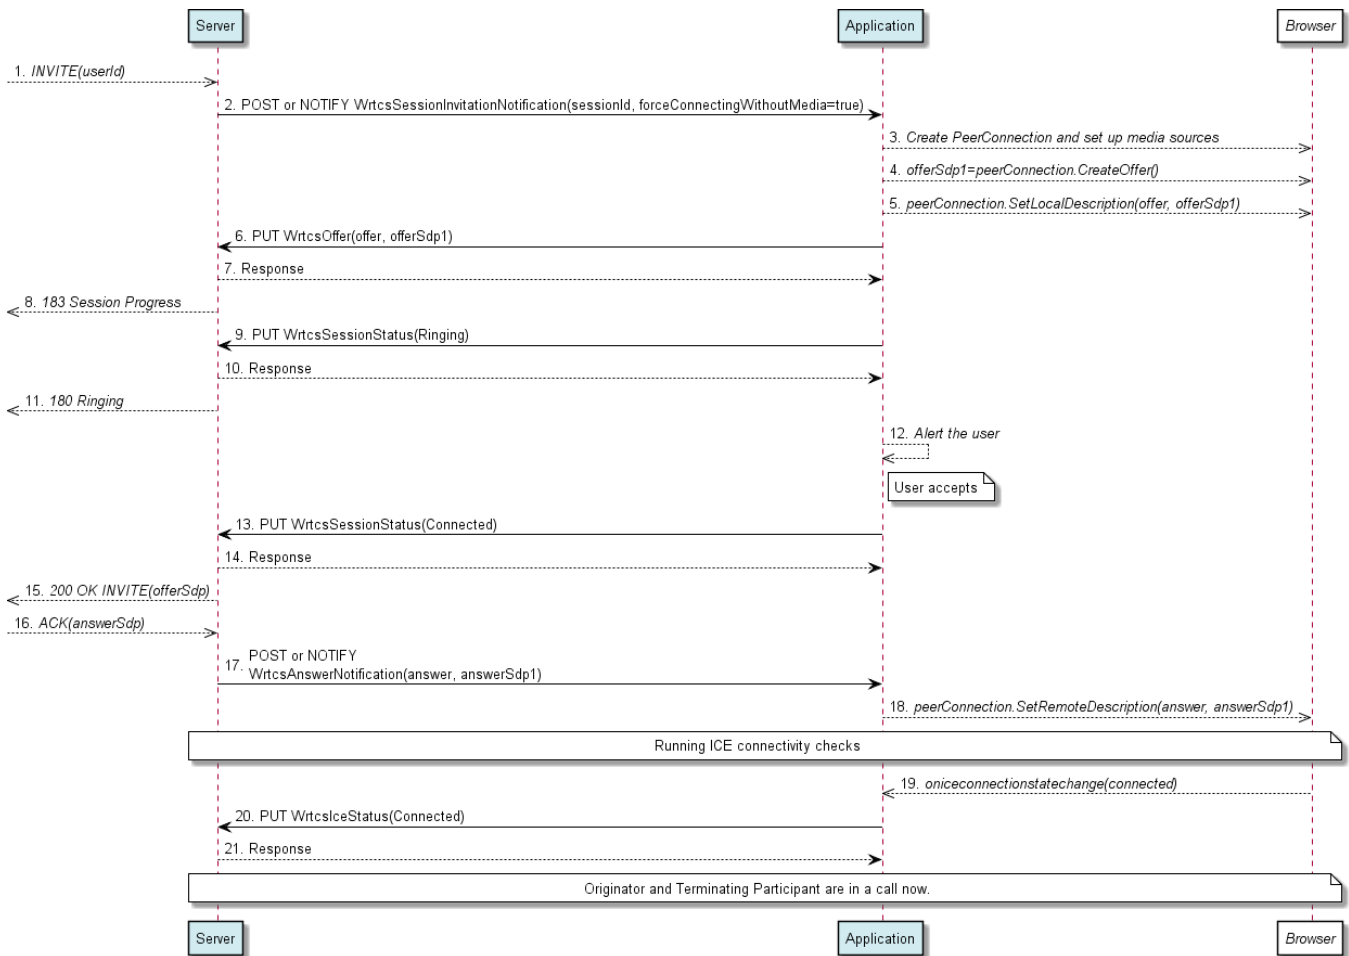 Server Application Browser
1. INVITE(userId)
2. POST or NOTIFY WrtcsSessionInvitationNotification(sessionId, forceConnectingWithoutMedia=true)
3. Create PeerConnection and set up media sources
4. offerSdp1=peerConnection.CreateOffer()
5. peerConnection.SetLocalDescription(offer, offerSdp1)
6. PUT WrtcsOffer(offer, offerSdp1)
7. Response
8. 183 Session Progress
9. PUT WrtcsSessionStatus(Ringing)
10. Response
11. 180 Ringing
12. Alert the user
User accepts
13. PUT WrtcsSessionStatus(Connected)
14. Response
15. 200 OK INVITE(offerSdp)
16. ACK(answerSdp)
17. POST or NOTIFY
WrtcsAnswerNotification(answer, answerSdp1)
18. peerConnection.SetRemoteDescription(answer, answerSdp1)
Running ICE connectivity checks
19. oniceconnectionstatechange(connected)
20. PUT WrtcsIceStatus(Connected)
21. Response
Originator and Terminating Participant are in a call now.
Server Application Browser